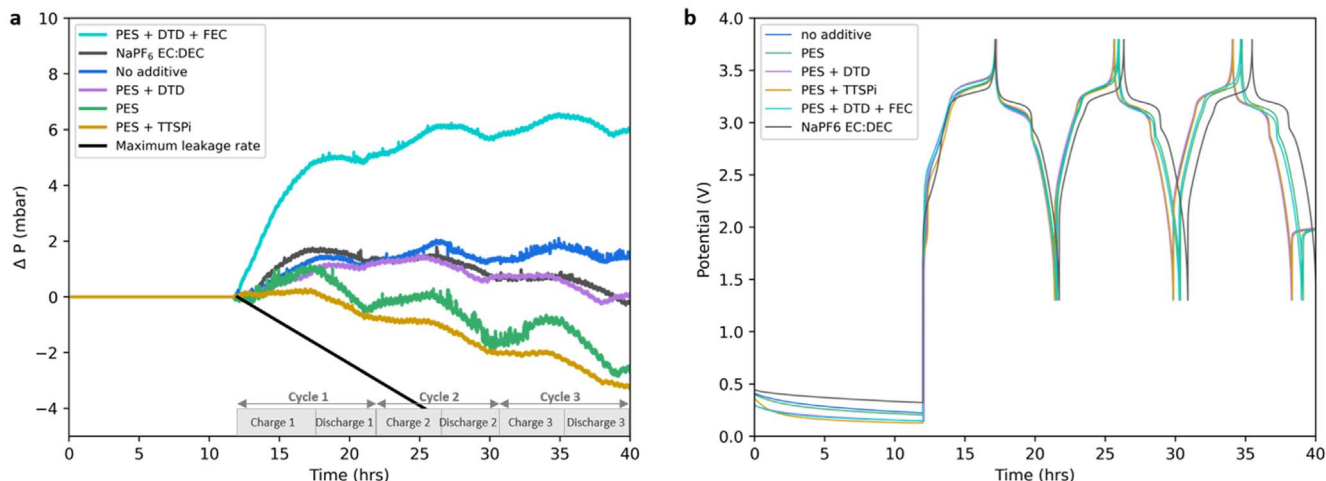 a
10
8
6
4
2
0
−2
−4
Δ P (mbar)
PES + DTD + FEC
NaPF₆ EC:DEC
No additive
PES + DTD
PES
PES + TTSPi
Maximum leakage rate
Cycle 1 Cycle 2 Cycle 3
Charge 1 Discharge 1 Charge 2 Discharge 2 Charge 3 Discharge 3
0 5 10 15 20 25 30 35 40
Time (hrs)
b
4.0
3.5
3.0
2.5
2.0
1.5
1.0
0.5
0.0
Potential (V)
no additive
PES
PES + DTD
PES + TTSPi
PES + DTD + FEC
NaPF6 EC:DEC
0 5 10 15 20 25 30 35 40
Time (hrs)